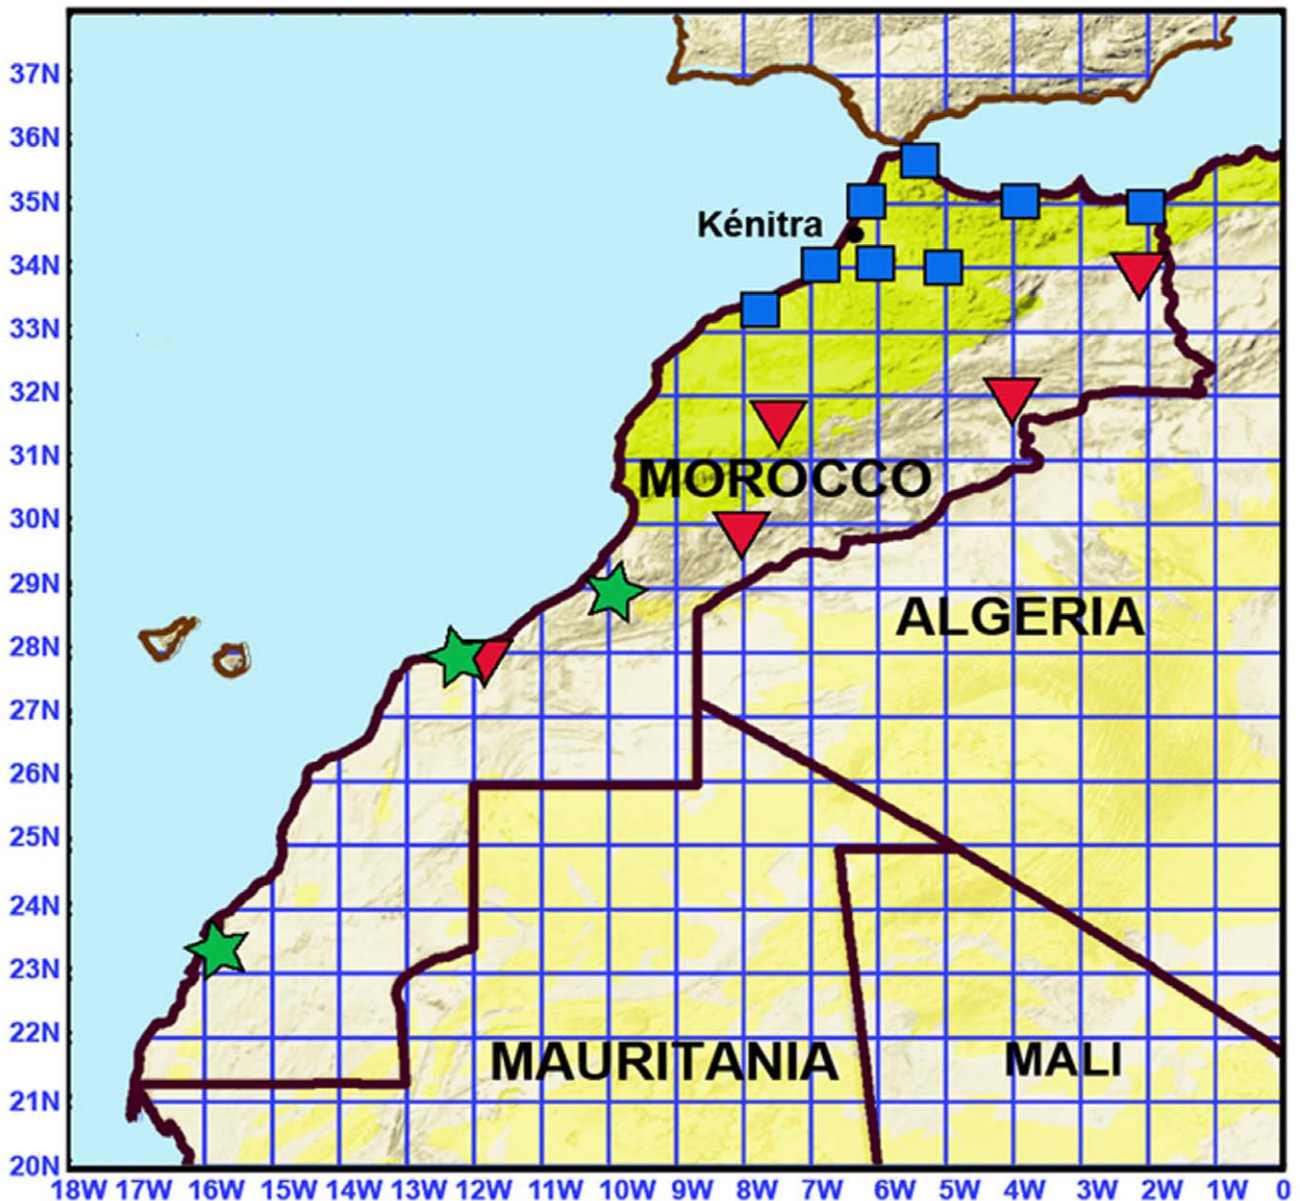 37N
36N
35N
Kénitra
34N
33N
32N
31N
MOROCCO
30N
29N
ALGERIA
28N
27N
26N
25N
24N
23N
22N
MAURITANIA MALI
21N
20N
18W 17W 16W 15W 14W 13W 12W 11W 10W 9W 8W 7W 6W 5W 4W 3W 2W 1W 0